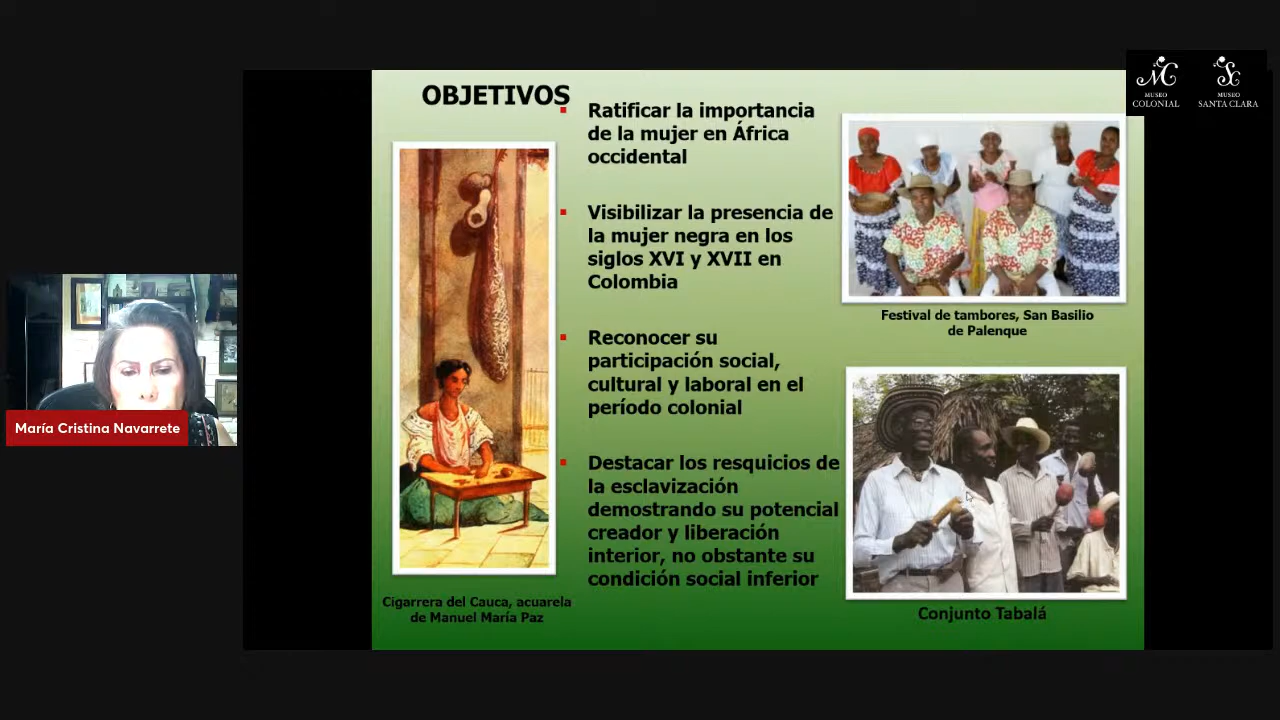 OBJETIVOS
Ratificar la importancia
de la mujer en África
occidental
Visibilizar la presencia de
la mujer negra en los
siglos XVI y XVII en
Colombia
Reconocer su
participación social,
cultural y laboral en el
período colonial
Destacar los resquicios de
la esclavización
demostrando su potencial
creador y liberación
interior, no obstante su
condición social inferior
Cigarrera del Cauca, acuarela
de Manuel María Paz
Festival de tambores, San Basilio
de Palenque
Conjunto Tabalá
María Cristina Navarrete
MUSEO
COLONIAL
MUSEO
SANTA CLARA